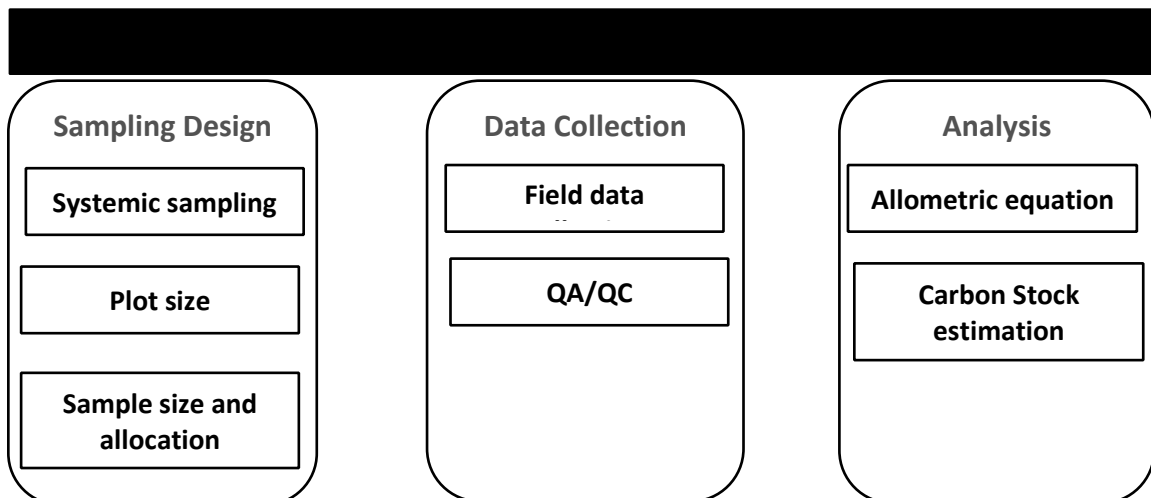 Sampling Design
Systemic sampling
Plot size
Sample size and
allocation
Data Collection
Field data
QA/QC
Analysis
Allometric equation
Carbon Stock
estimation